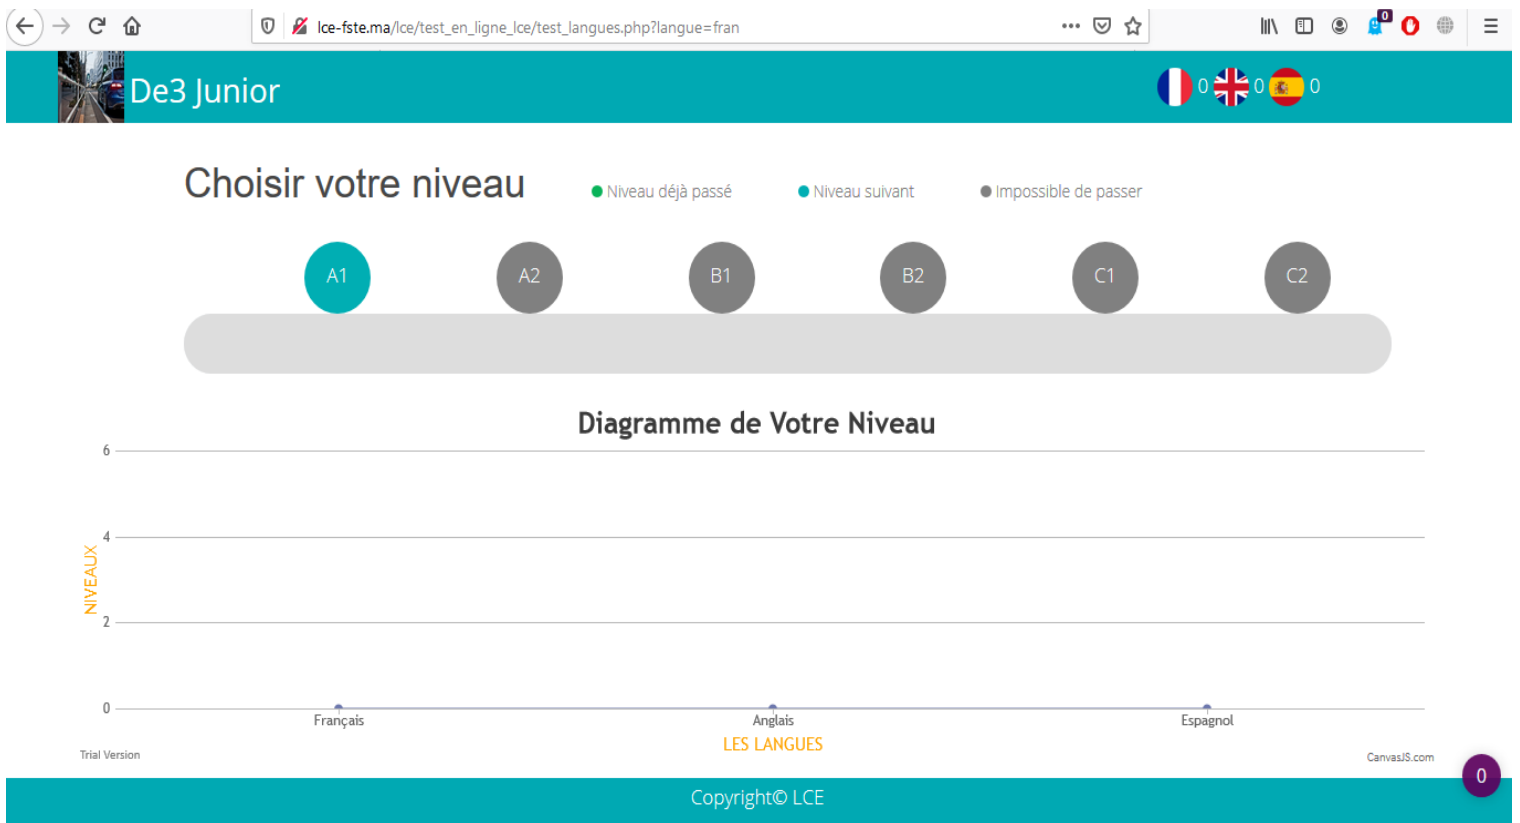 lce-fste.ma/lce/test_en_ligne_lce/test_langues.php?langue=fran
0
De3 Junior
0 0 0
Choisir votre niveau
Niveau déjà passé
Niveau suivant
Impossible de passer
A1 A2 B1 B2 C1 C2
Diagramme de Votre Niveau
6
4
2
0
NIVEAUX
Français Anglais Espagnol
LES LANGUES
Trial Version
CanvasJS.com
0
Copyright© LCE